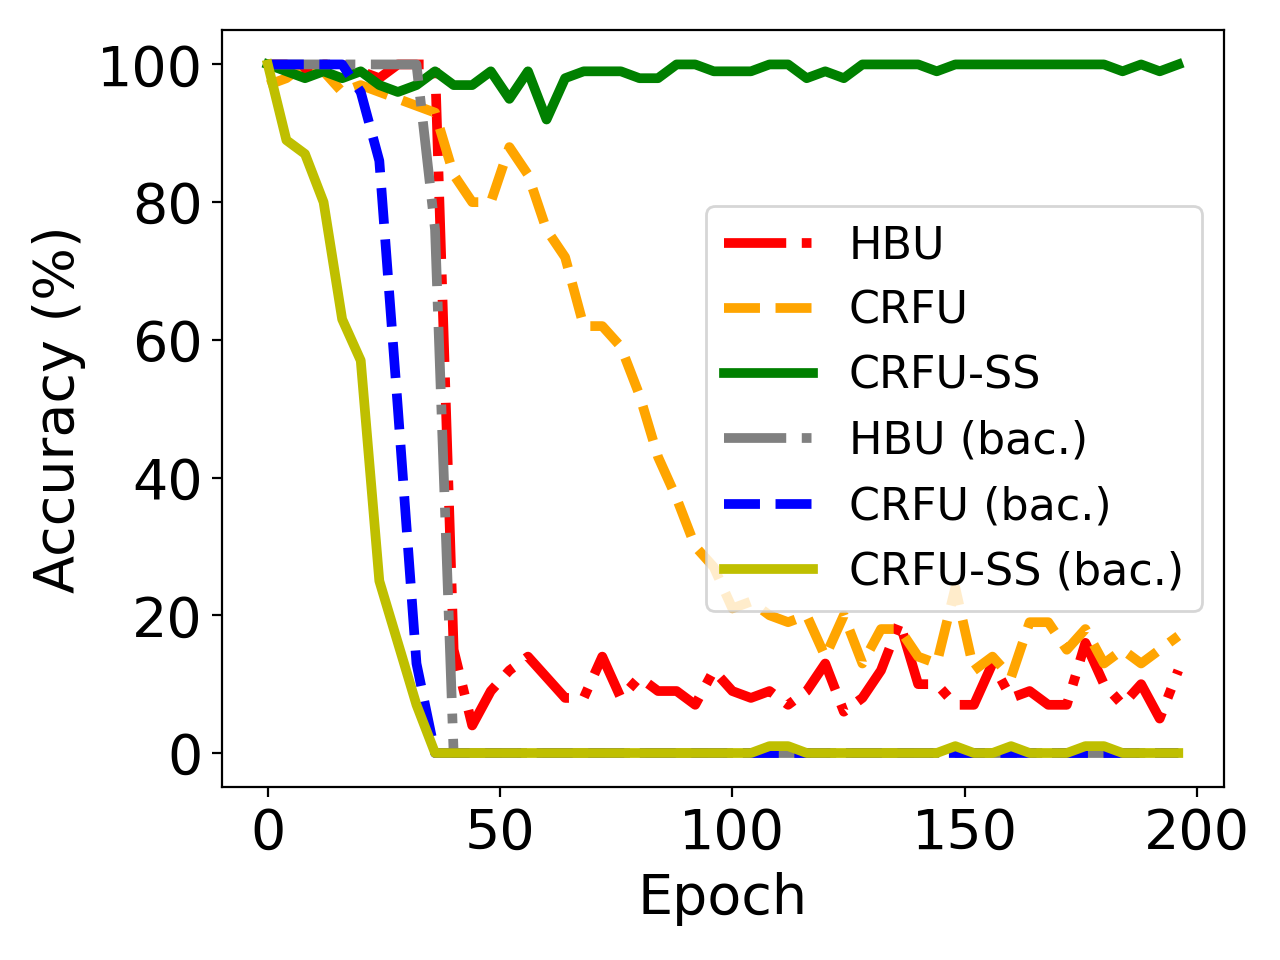 100
80
60
40
20
0
Accuracy (%)
HBU
CRFU
CRFU-SS
HBU (bac.)
CRFU (bac.)
CRFU-SS (bac.)
0 50 100 150 200
Epoch